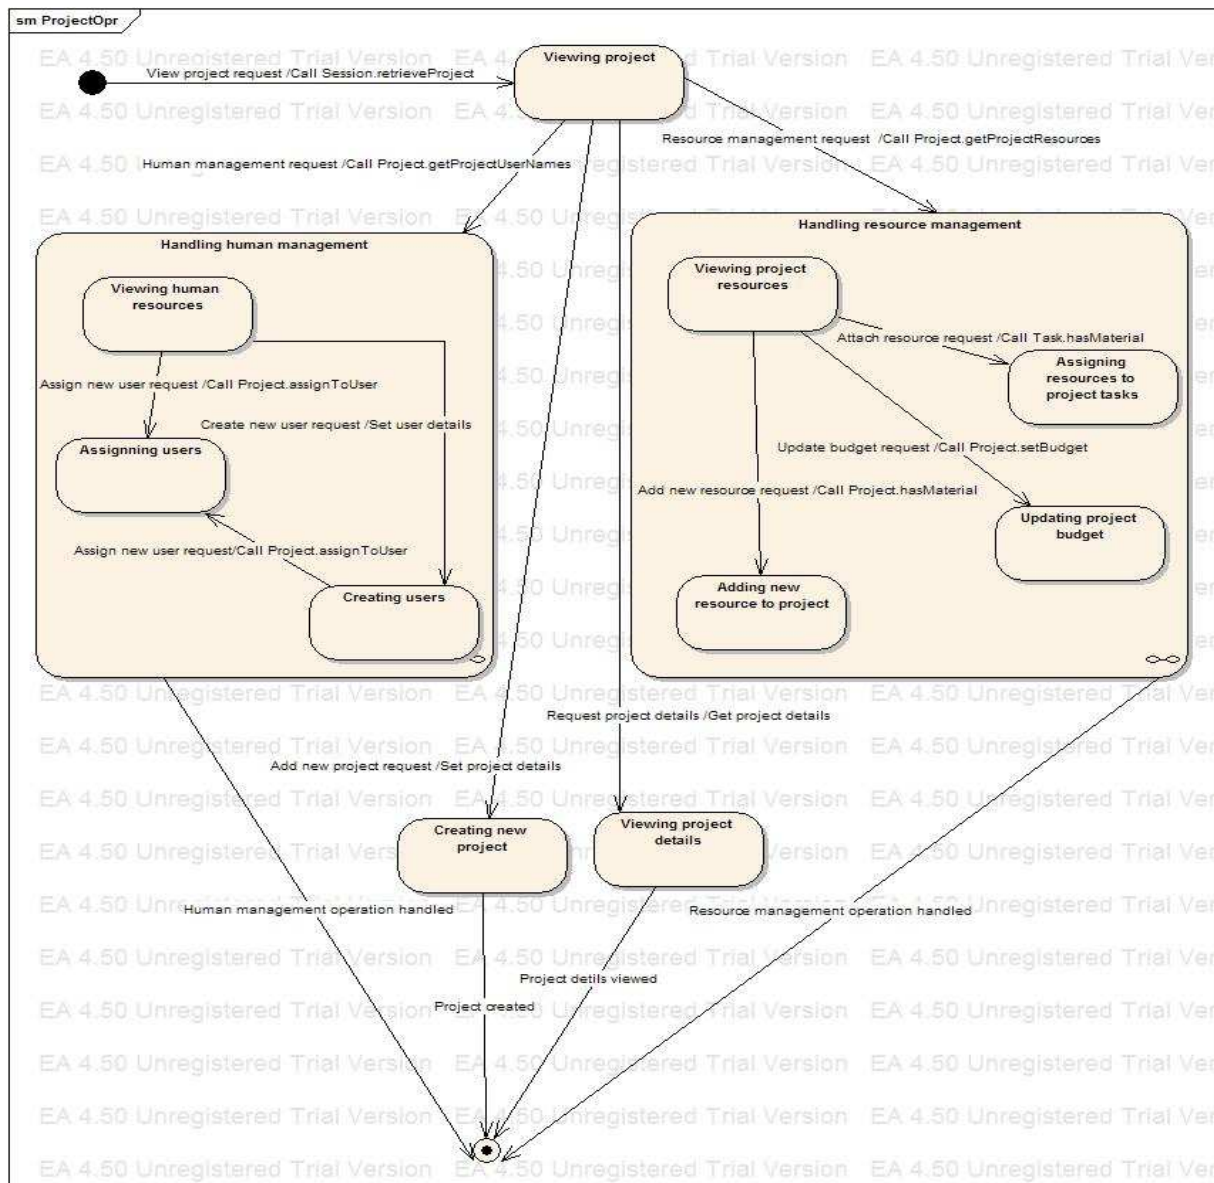 sm ProjectOpr
EA 4.50 Unregistered Trial Version
View project request /Call Session.retrieveProject
Viewing project
Human management request /Call Project.getProjectUserNames
Resource management request /Call Project.getProjectResources
Handling human management
Handling resource management
Viewing human
resources
Viewing project
resources
Attach resource request /Call Task.hasMaterial
Assigning
resources to
project tasks
Assign new user request /Call Project.assignToUser
Create new user request /Set user details
Assignning users
Update budget request /Call Project.setBudget
Add new resource request /Call Project.hasMaterial
Updating project
budget
Assign new user request/Call Project.assignToUser
Creating users
Adding new
resource to project
Request project details /Get project details
Add new project request /Set project details
Creating new
project
Viewing project
details
Human management operation handled
Resource management operation handled
Project detils viewed
Project created